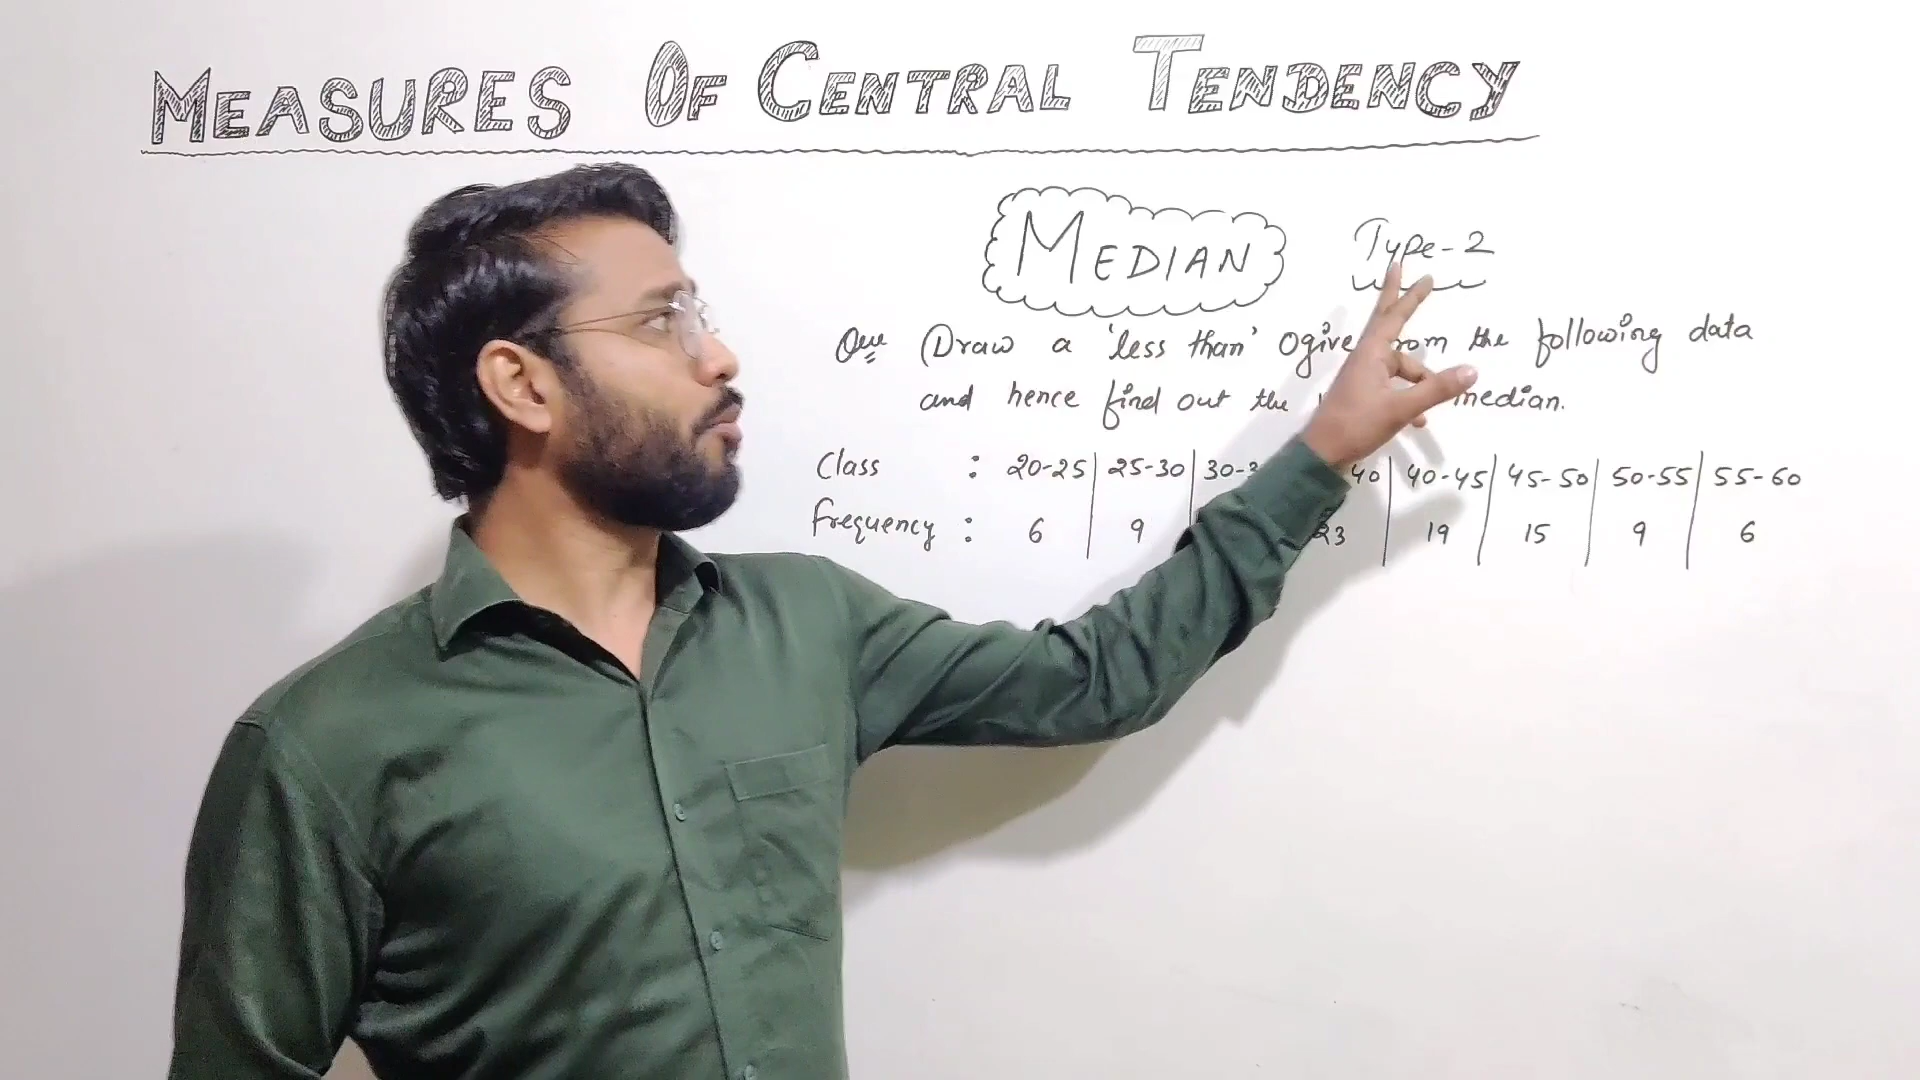 MEASURES OF CENTRAL TENDENCY
MEDIAN
Type-2
Que Draw a 'less than' Ogive from the following data
and hence find out the median.
Class : 20-25 | 25-30 | 30-3 40 | 40-45 | 45-50 | 50-55 | 55-60
frequency : 6 | 9 23 | 19 | 15 | 9 | 6